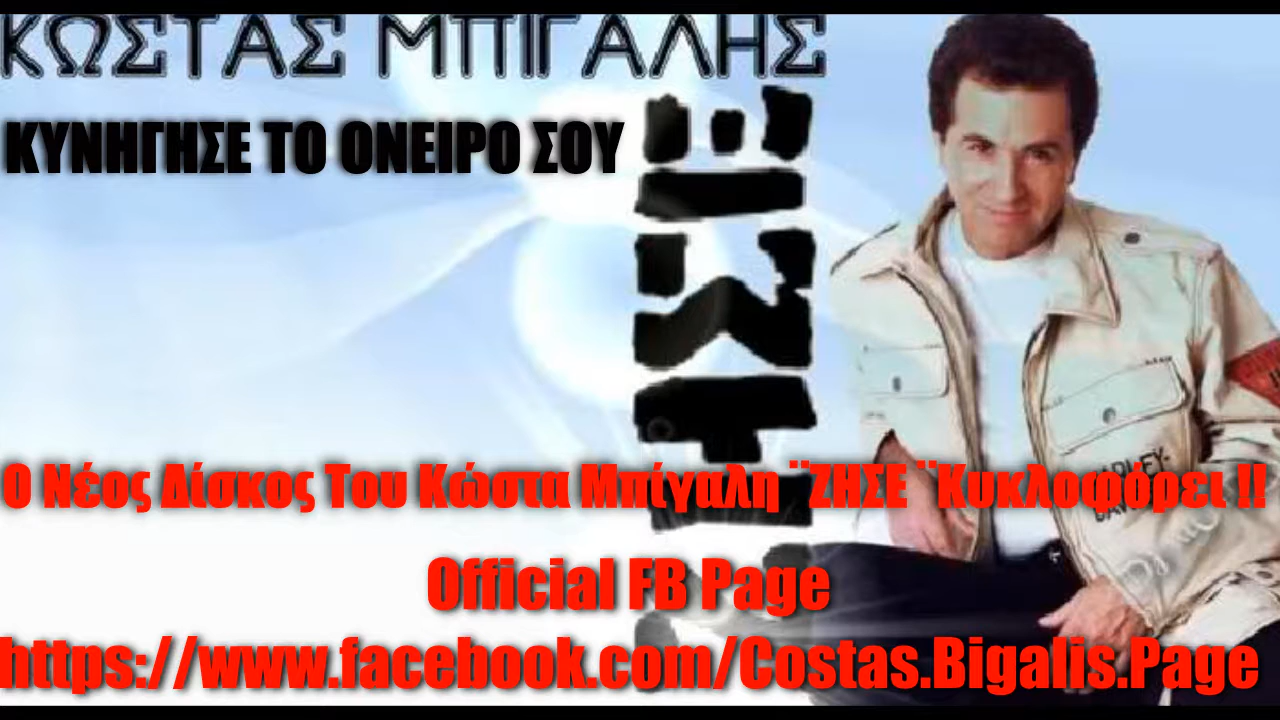 ΚΩΣΤΑΣ ΜΠΙΓΑΛΗΣ
ΚΥΝΗΓΗΣΕ ΤΟ ΟΝΕΙΡΟ ΣΟΥ
ΖΗΣΕ
HARLEY-
Ο Νέος Δίσκος Του Κώστα Μπίγαλη ¨ΖΗΣΕ ¨Κυκλοφόρει !!
Official FB Page
https://www.facebook.com/Costas.Bigalis.Page